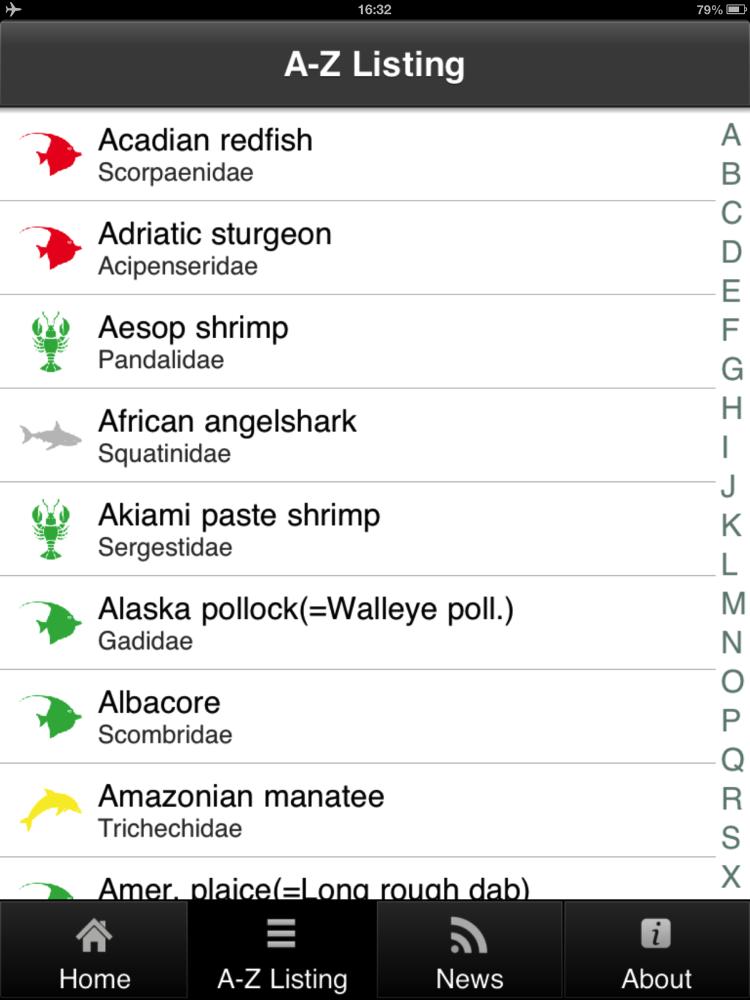 16:32
79%
A-Z Listing
Acadian redfish
Scorpaenidae
Adriatic sturgeon
Acipenseridae
Aesop shrimp
Pandalidae
African angelshark
Squatinidae
Akiami paste shrimp
Sergestidae
Alaska pollock(=Walleye poll.)
Gadidae
Albacore
Scombridae
Amazonian manatee
Trichechidae
Amer. plaice(=Long rough dab)
A
B
C
D
E
F
G
H
I
J
K
L
M
N
O
P
Q
R
S
X
Home
A-Z Listing
News
About